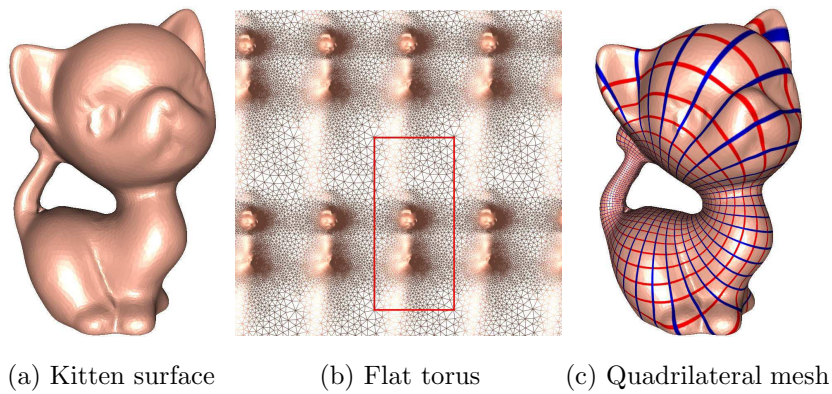 (a) Kitten surface
(b) Flat torus
(c) Quadrilateral mesh